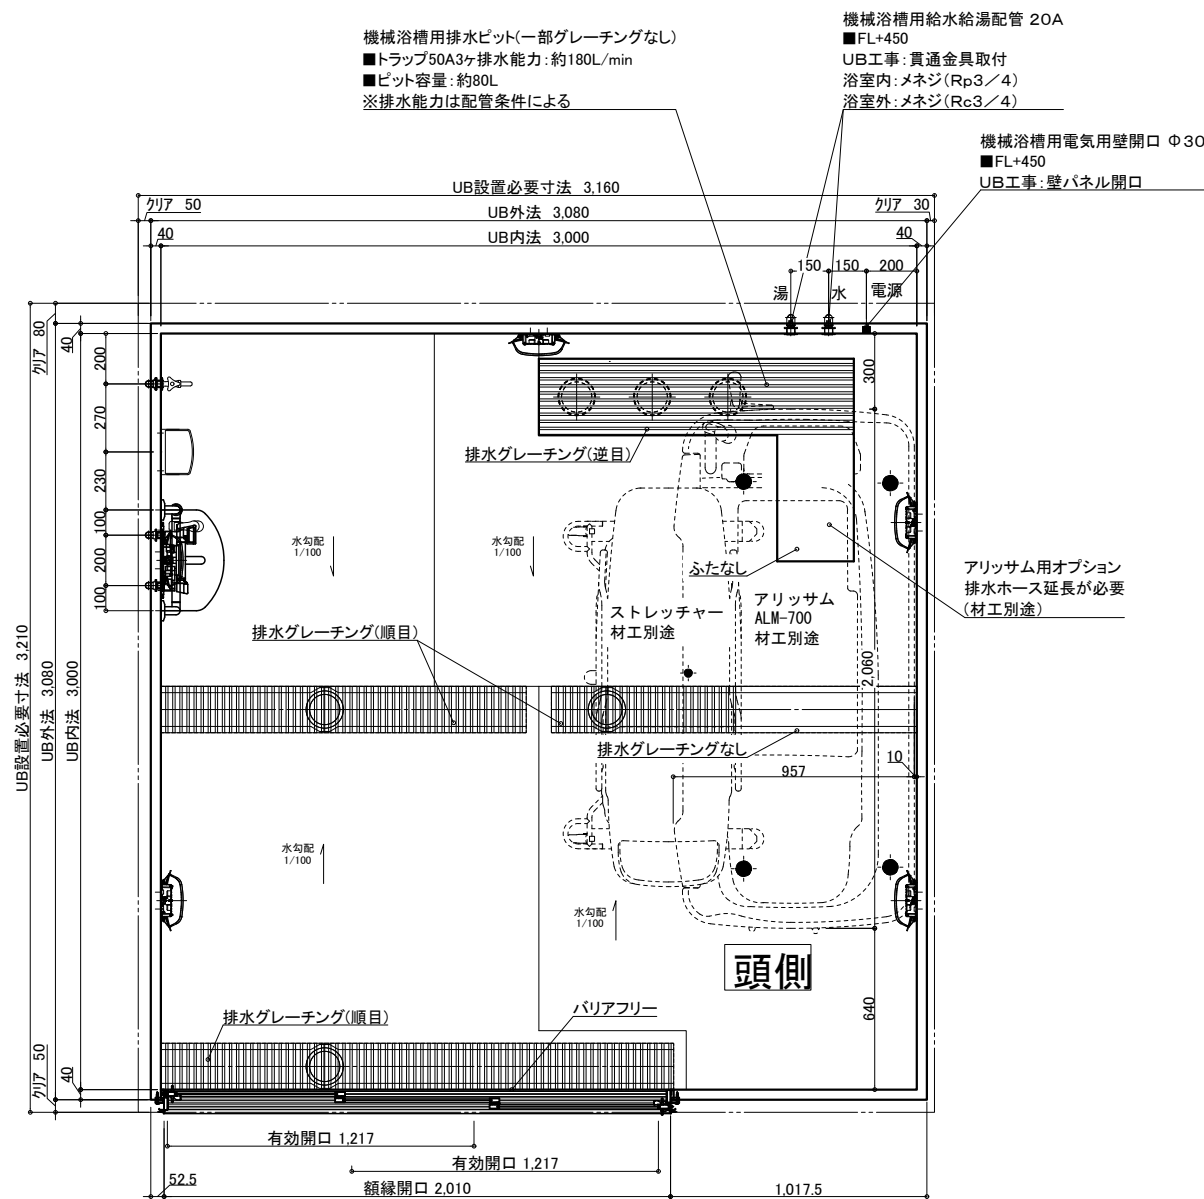 機械浴槽用排水ピット(一部グレーチングなし)
■トラップ50A3ヶ排水能力:約180L/min
■ピット容量:約80L
※排水能力は配管条件による
機械浴槽用給水給湯配管 20A
■FL+450
UB工事:貫通金具取付
浴室内:メネジ(Rp3/4)
浴室外:メネジ(Rc3/4)
機械浴槽用電気用壁開口 Φ30
■FL+450
UB工事:壁パネル開口
UB設置必要寸法 3,160
クリア 50
UB外法 3,080
クリア 30
40
UB内法 3,000
40
150
150
200
湯
水
電源
クリア 80
40
200
270
230
100
200
100
300
排水グレーチング(逆目)
水勾配
1/100
水勾配
1/100
ふたなし
アリッサム用オプション
排水ホース延長が必要
(材工別途)
ストレッチャー
材工別途
アリッサム
ALM-700
材工別途
排水グレーチング(順目)
2,060
UB設置必要寸法 3,210
UB外法 3,080
UB内法 3,000
排水グレーチングなし
957
10
水勾配
1/100
水勾配
1/100
頭側
640
排水グレーチング(順目)
バリアフリー
クリア 50
40
有効開口 1,217
有効開口 1,217
52.5
額縁開口 2,010
1,017.5